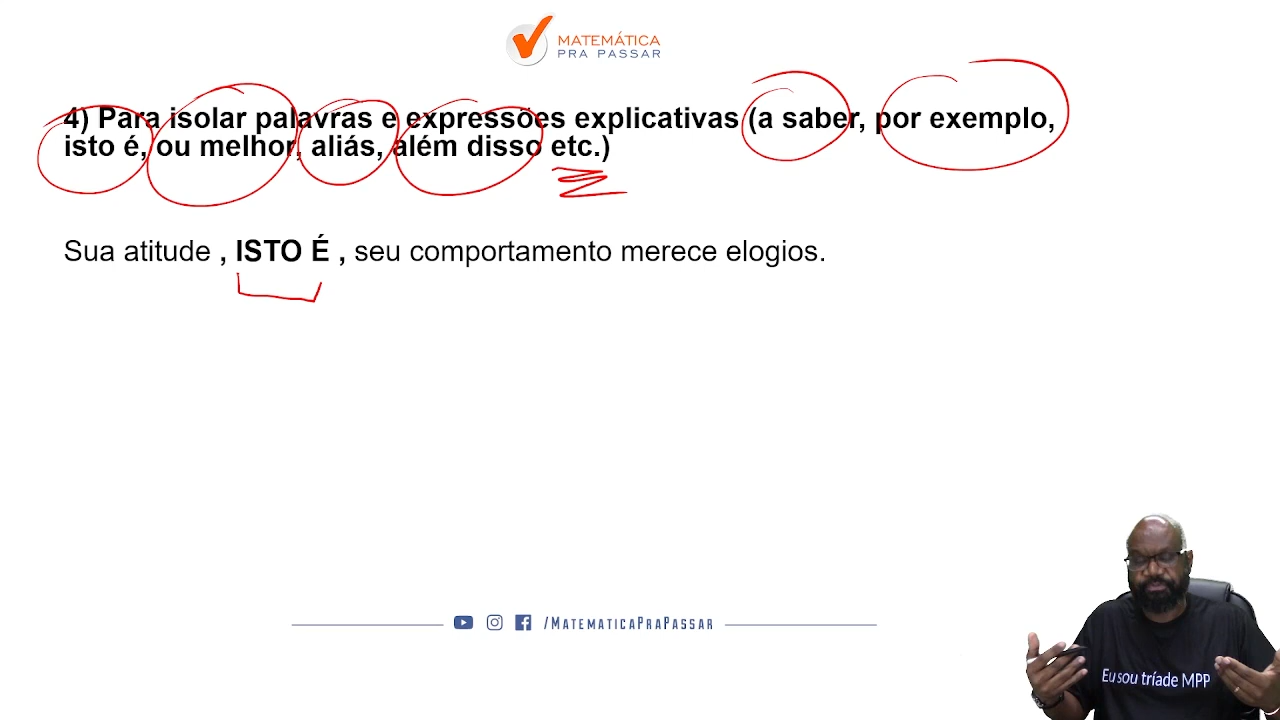 MATEMÁTICA
PRA PASSAR
4) Para isolar palavras e expressões explicativas (a saber, por exemplo,
isto é, ou melhor, aliás, além disso etc.)
Sua atitude , ISTO É , seu comportamento merece elogios.
/MATEMATICAPRAPASSAR
Eu sou tríade MPP